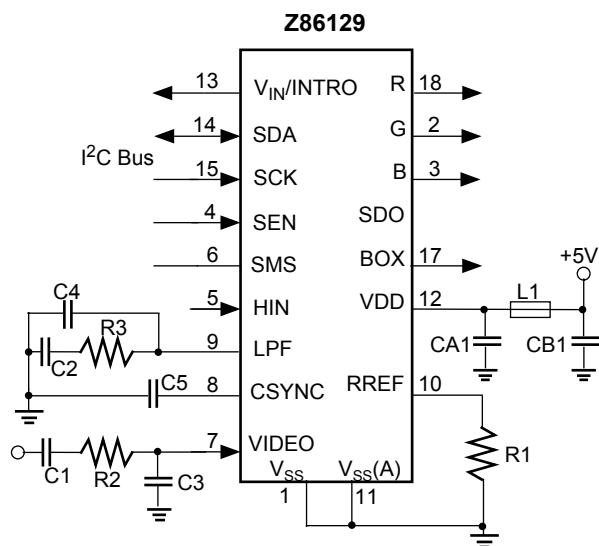 Z86129
13 V_IN/INTRO R 18
14 SDA G 2
I²C Bus
15 SCK B 3
4 SEN SDO
6 SMS BOX 17
+5V
5 HIN VDD 12 L1
C4
R3
C2
9 LPF
CA1 CB1
C5
8 CSYNC RREF 10
7 VIDEO
C1 R2 C3
V_SS V_SS(A)
1 11
R1